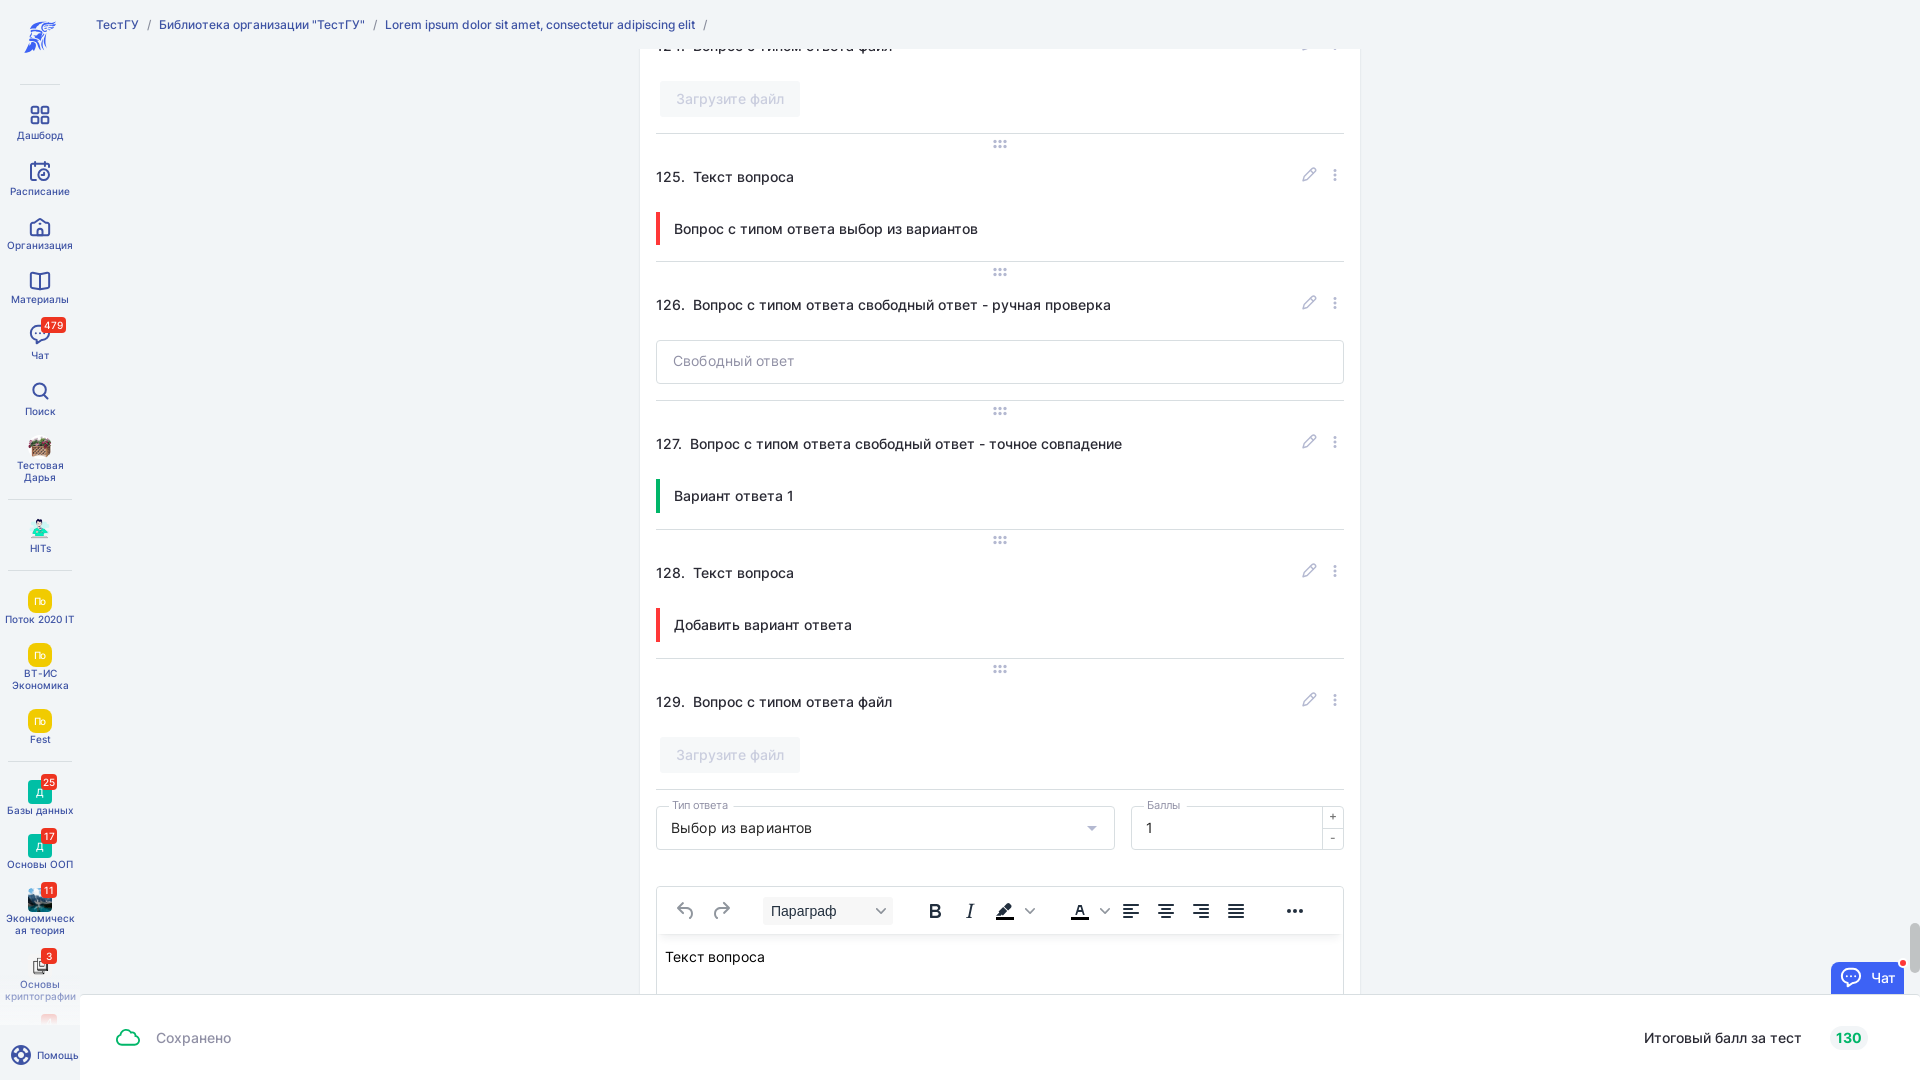 ТестГУ / Библиотека организации "ТестГУ" / Lorem ipsum dolor sit amet, consectetur adipiscing elit /
Дашборд
Расписание
Организация
Материалы
479
Чат
Поиск
Тестовая
Дарья
HITs
По
Поток 2020 IT
По
ВТ-ИС
Экономика
По
Fest
25
Д
Базы данных
17
Д
Основы ООП
11
Экономическ
ая теория
3
Основы
криптографии
Помощь
124. Вопрос с типом ответа файл
Загрузите файл
125. Текст вопроса
Вопрос с типом ответа выбор из вариантов
126. Вопрос с типом ответа свободный ответ - ручная проверка
Свободный ответ
127. Вопрос с типом ответа свободный ответ - точное совпадение
Вариант ответа 1
128. Текст вопроса
Добавить вариант ответа
129. Вопрос с типом ответа файл
Загрузите файл
Тип ответа
Выбор из вариантов
Баллы
1
+
-
Параграф
Текст вопроса
Чат
Сохранено
Итоговый балл за тест 130